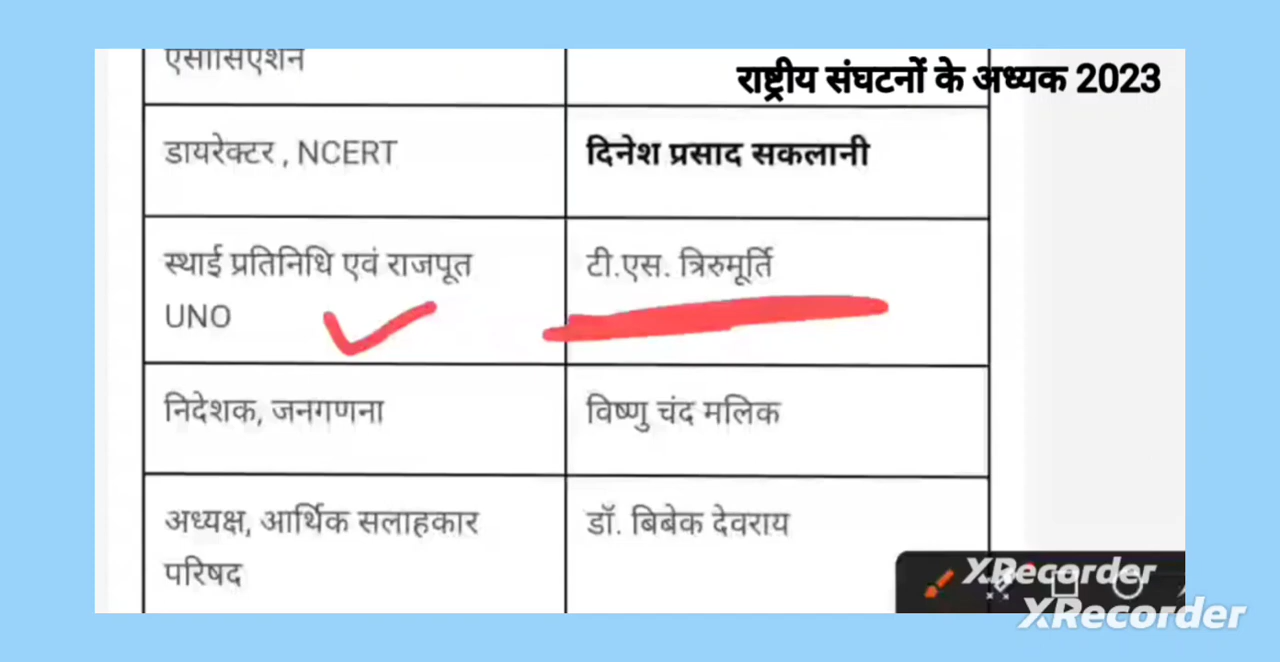 एसोसिएशन
राष्ट्रीय संघटनों के अध्यक 2023
डायरेक्टर , NCERT
दिनेश प्रसाद सकलानी
स्थाई प्रतिनिधि एवं राजपूत
UNO
टी.एस. त्रिरुमूर्ति
निदेशक, जनगणना
विष्णु चंद मलिक
अध्यक्ष, आर्थिक सलाहकार
परिषद
डॉ. बिबेक देवराय
XRecorder
XRecorder